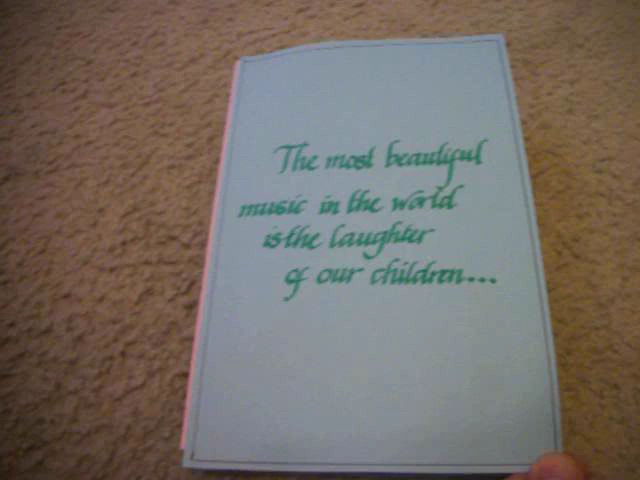 The most beautiful
music in the world
is the laughter
of our children...